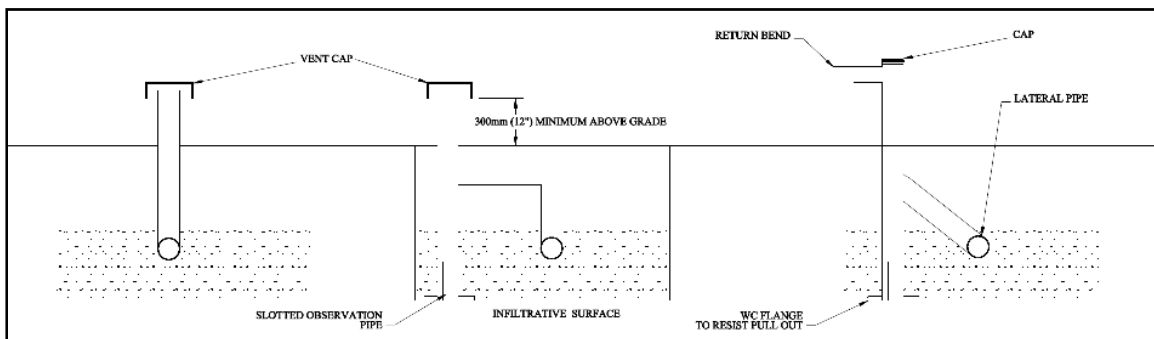 RETURN BEND
CAP
VENT CAP
LATERAL PIPE
300mm (12") MINIMUM ABOVE GRADE
SLOTTED OBSERVATION
PIPE
INFILTRATIVE SURFACE
WC FLANGE
TO RESIST PULL OUT